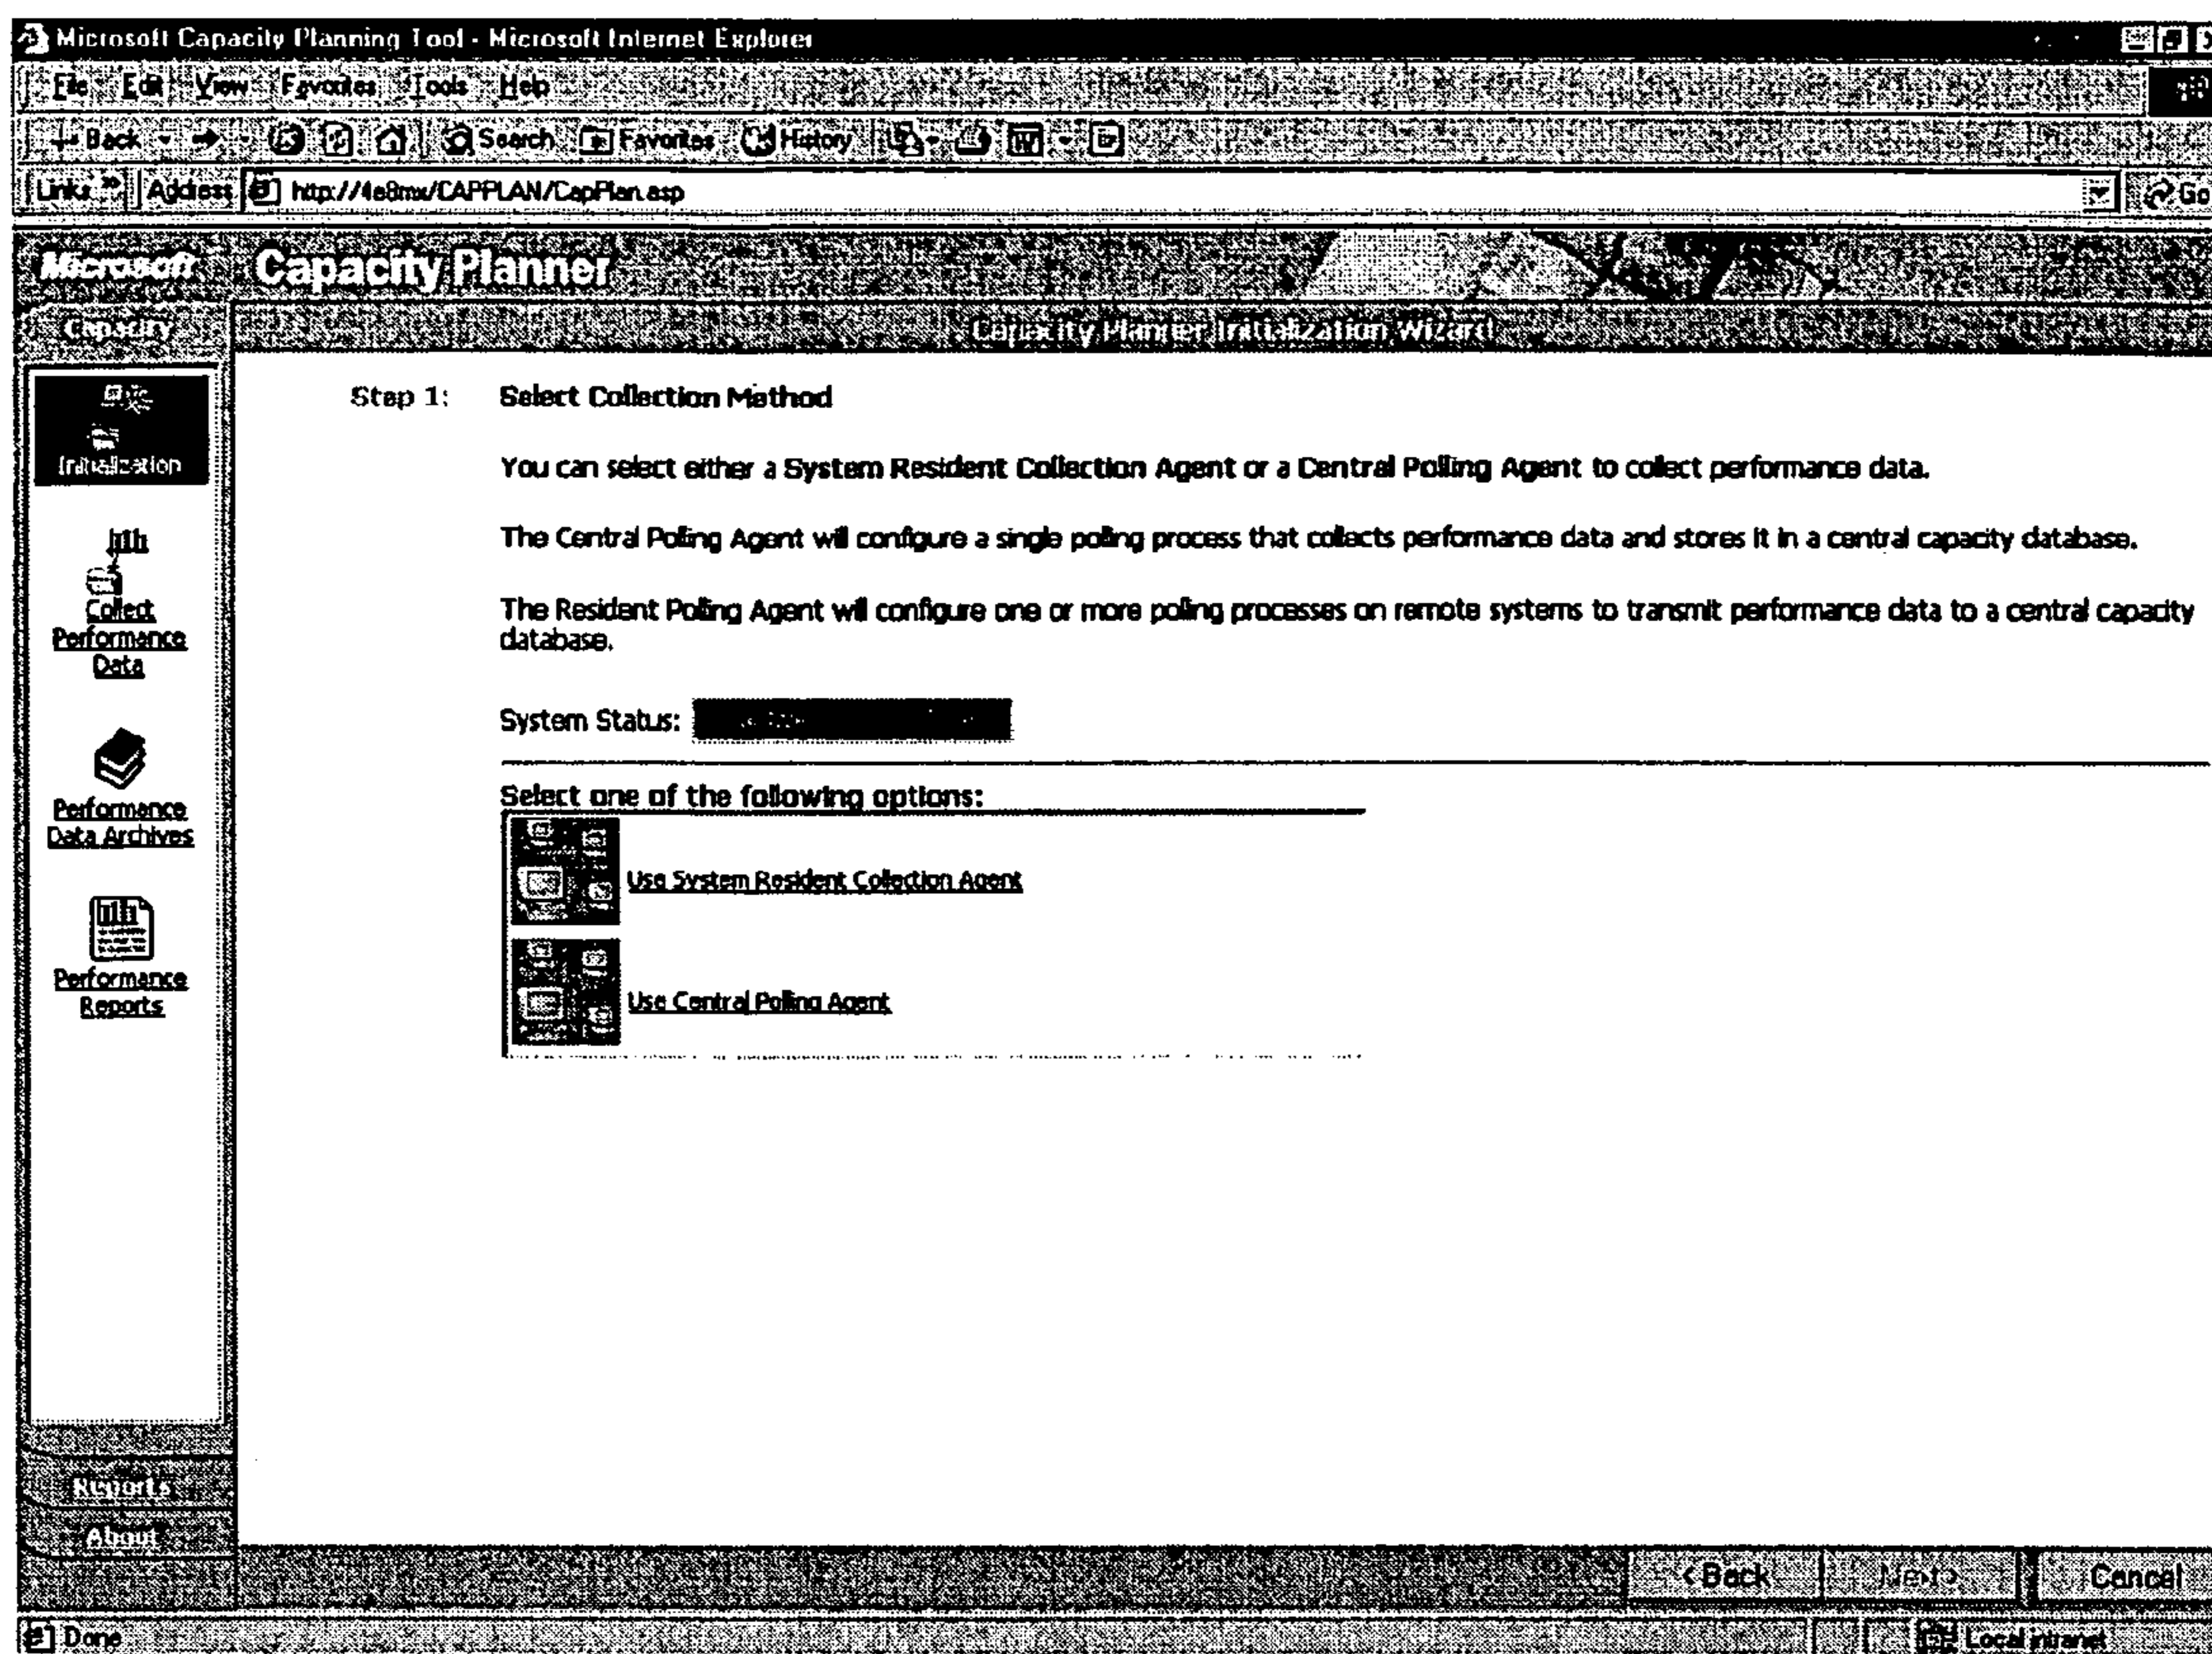 Microsoft Capacity Planning Tool - Microsoft Internet Explorer
File Edit View Favorites Tools Help
Back Search Favorites History
Links Address http://4e8mx/CAPPLAN/CapPlan.asp Go
Microsoft Capacity Planner
Capacity
Capacity Planner Initialization Wizard
Initialization
Collect
Performance
Data
Performance
Data Archives
Performance
Reports
Step 1: Select Collection Method
You can select either a System Resident Collection Agent or a Central Polling Agent to collect performance data.
The Central Polling Agent will configure a single polling process that collects performance data and stores it in a central capacity database.
The Resident Polling Agent will configure one or more polling processes on remote systems to transmit performance data to a central capacity
database.
System Status:
Select one of the following options:
Use System Resident Collection Agent
Use Central Polling Agent
Reports
About
< Back Next > Cancel
Done Local intranet